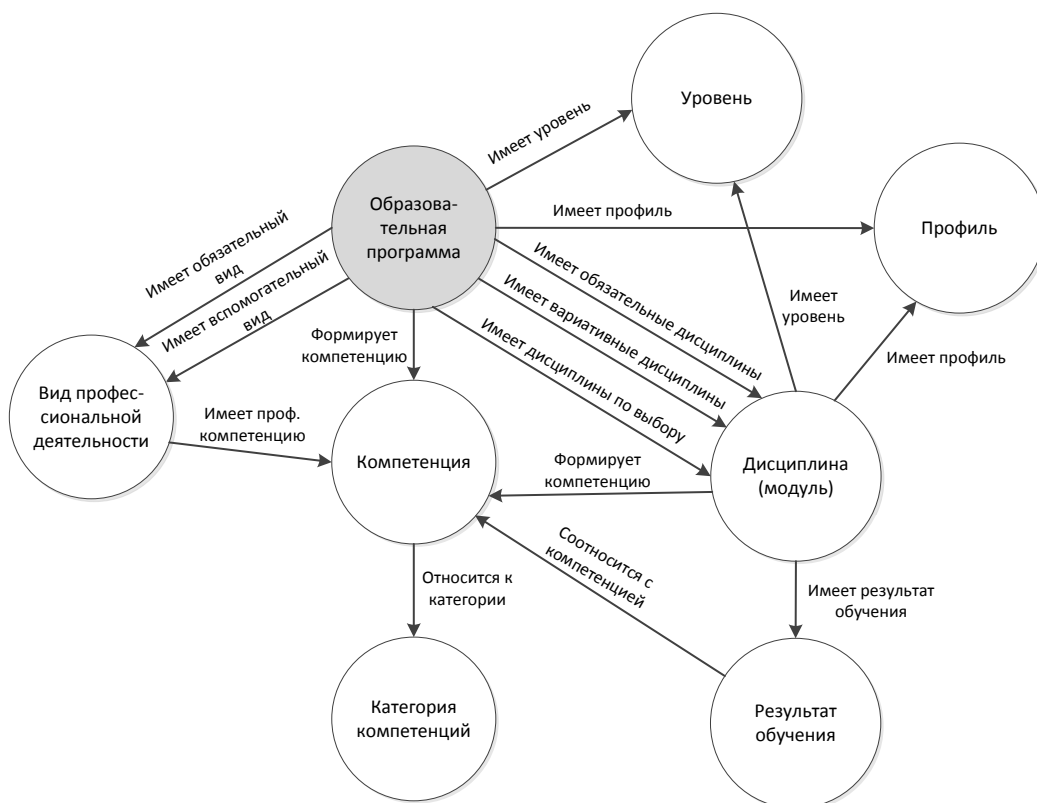 Уровень
Имеет уровень
Образова-
тельная
программа
Имеет профиль
Профиль
Имеет обязательный
вид
Имеет вспомогательный
вид
Имеет обязательные дисциплины
Имеет вариативные дисциплины
Имеет дисциплины по выбору
Имеет
уровень
Формирует
компетенцию
Имеет профиль
Вид профес-
сиональной
деятельности
Имеет проф.
компетенцию
Компетенция
Формирует
компетенцию
Дисциплина
(модуль)
Соотносится с
компетенцией
Относится к
категории
Имеет результат
обучения
Категория
компетенций
Результат
обучения